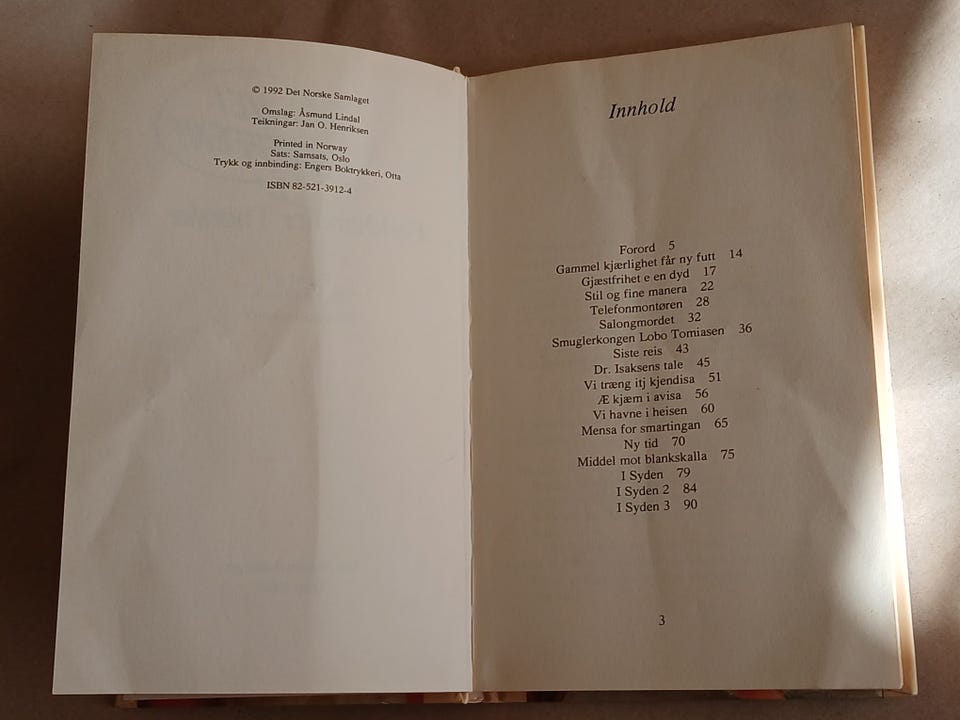 © 1992 Det Norske Samlaget
Omslag: Åsmund Lindal
Teikningar: Jan O. Henriksen
Printed in Norway
Sats: Samsats, Oslo
Trykk og innbinding: Engers Boktrykkeri, Otta
ISBN 82-521-3912-4
Innhold
Forord 5
Gammel kjærlighet får ny futt 14
Gjæstfrihet e en dyd 17
Stil og fine manera 22
Telefonmontøren 28
Salongmordet 32
Smuglerkongen Lobo Tomiasen 36
Siste reis 43
Dr. Isaksens tale 45
Vi træng itj kjendisa 51
Æ kjæm i avisa 56
Vi havne i heisen 60
Mensa for smartingan 65
Ny tid 70
Middel mot blankskalla 75
I Syden 79
I Syden 2 84
I Syden 3 90
3